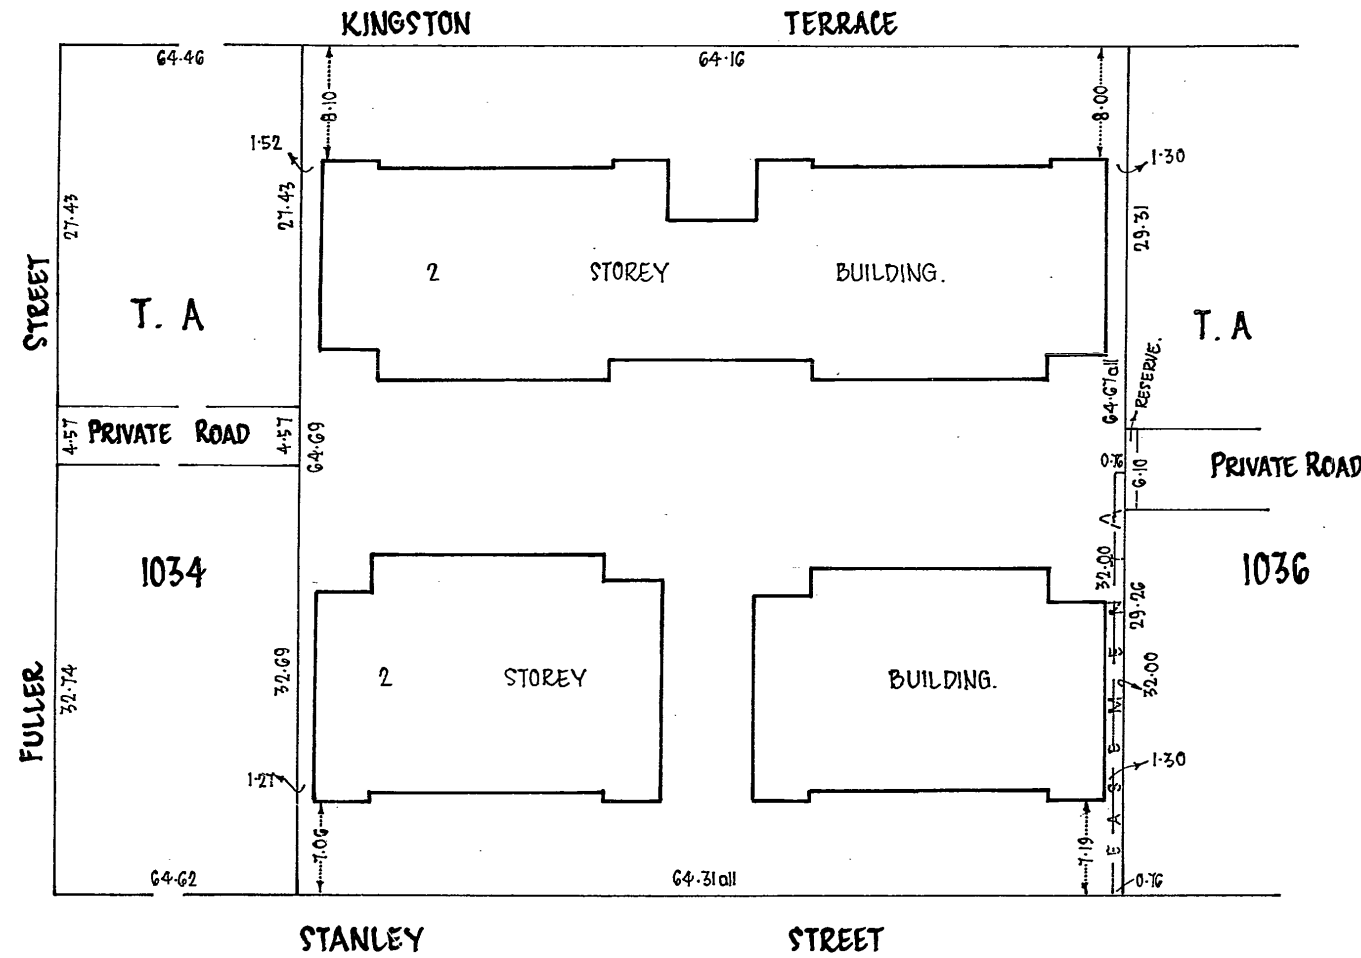 KINGSTON TERRACE
64·46
64·16
8·10
8·00
1·52
1·30
27·43
27·43
29·31
STREET
2 STOREY BUILDING.
T. A
T. A
64·67 all
RESERVE.
4·57
PRIVATE ROAD
4·57
64·69
0·76
6·10
PRIVATE ROAD
1034
32·00
29·26
1036
A
FULLER
32·74
32·69
2 STOREY BUILDING.
32·00
EASEMENT
1·27
1·30
7·06
7·19
64·62
64·31 all
0·76
STANLEY STREET